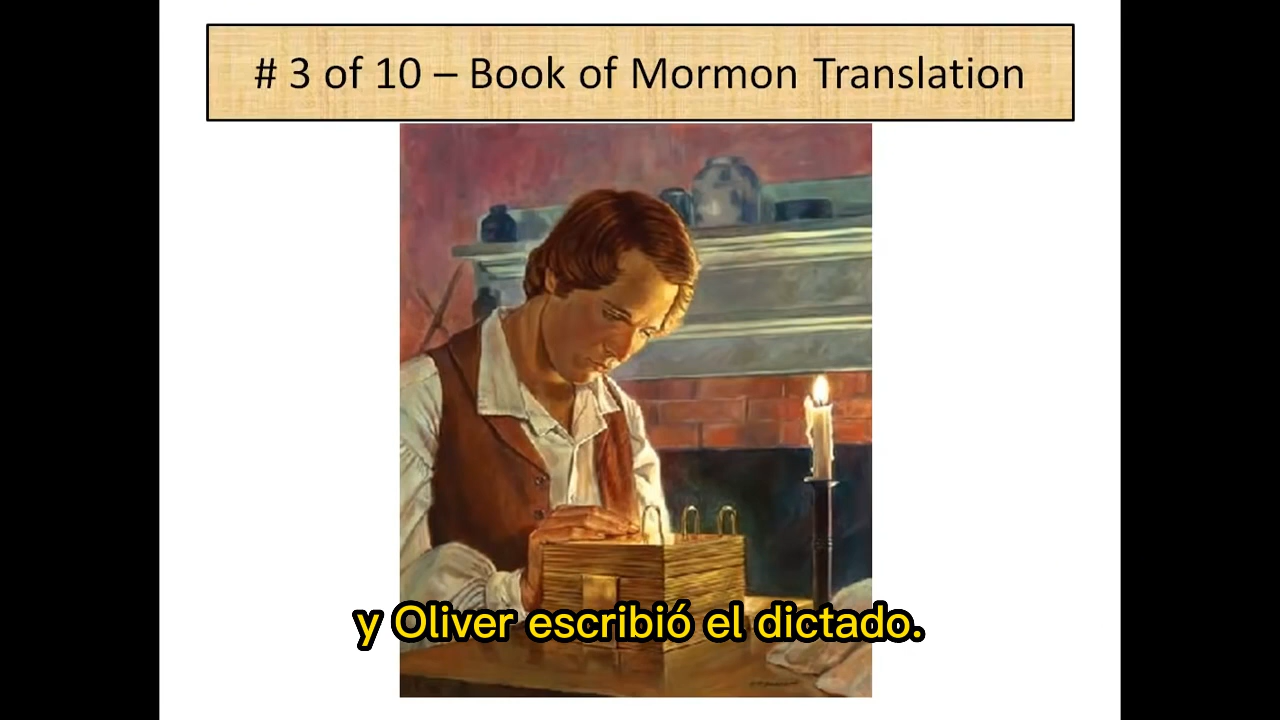 # 3 of 10 – Book of Mormon Translation
y Oliver escribió el dictado.